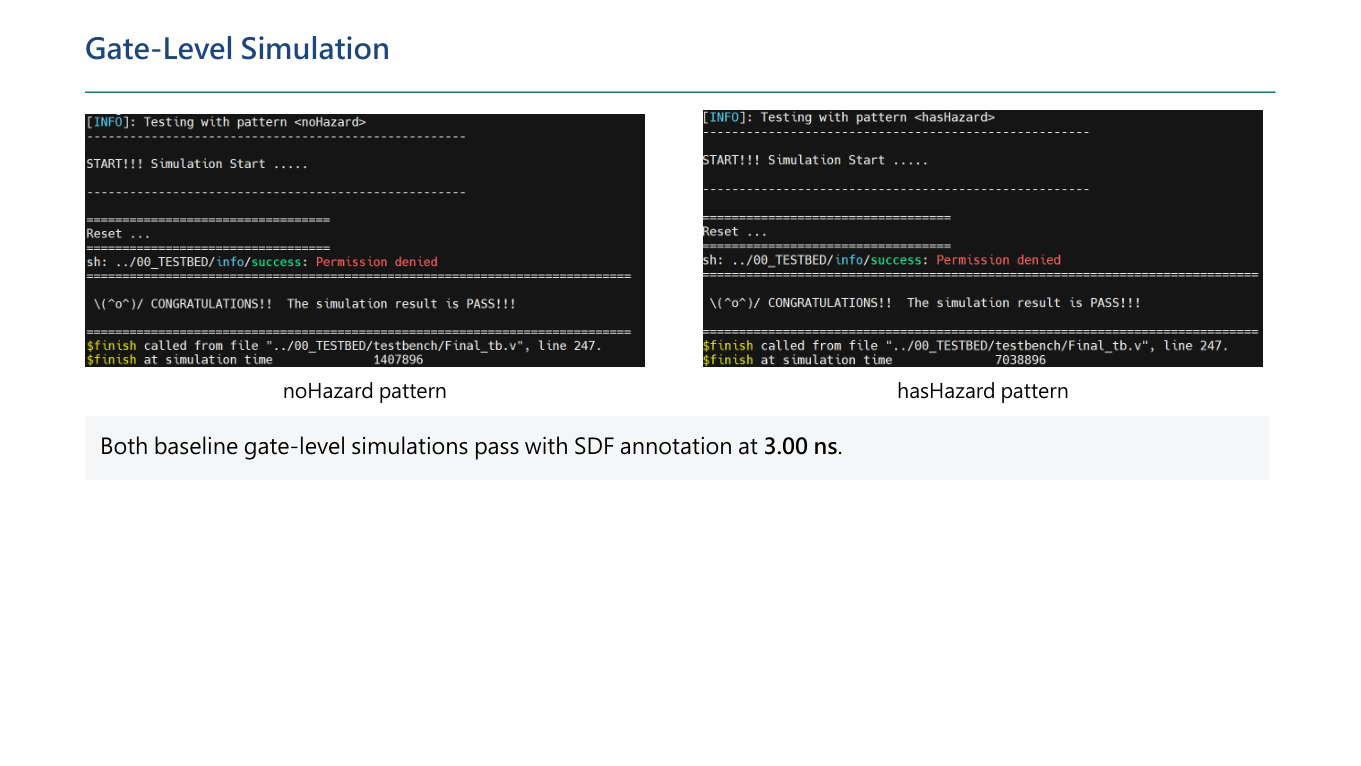 Gate-Level Simulation
[INFO]: Testing with pattern <noHazard>
----------------------------------------------------
START!!! Simulation Start .....
----------------------------------------------------
==================================
Reset ...
==================================
sh: ../00_TESTBED/info/success: Permission denied
============================================================================
\(^o^)/ CONGRATULATIONS!!  The simulation result is PASS!!!
============================================================================
$finish called from file "../00_TESTBED/testbench/Final_tb.v", line 247.
$finish at simulation time              1407896
noHazard pattern
[INFO]: Testing with pattern <hasHazard>
----------------------------------------------------
START!!! Simulation Start .....
----------------------------------------------------
==================================
Reset ...
==================================
sh: ../00_TESTBED/info/success: Permission denied
============================================================================
\(^o^)/ CONGRATULATIONS!!  The simulation result is PASS!!!
============================================================================
$finish called from file "../00_TESTBED/testbench/Final_tb.v", line 247.
$finish at simulation time              7038896
hasHazard pattern
Both baseline gate-level simulations pass with SDF annotation at 3.00 ns.